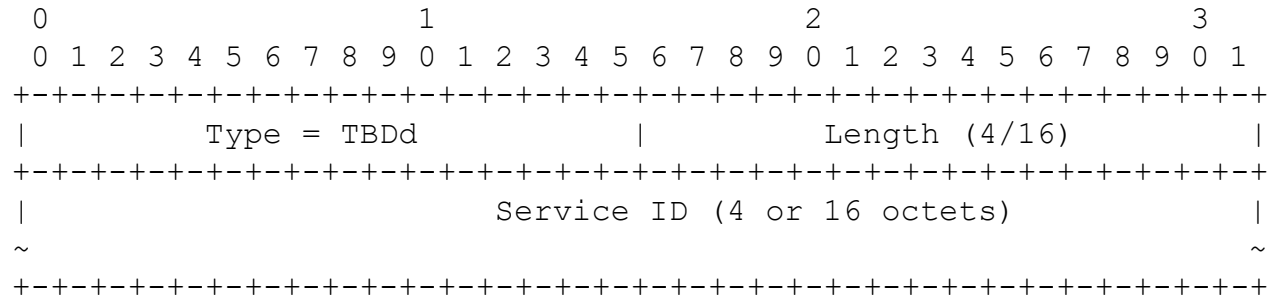 0                   1                   2                   3
 0 1 2 3 4 5 6 7 8 9 0 1 2 3 4 5 6 7 8 9 0 1 2 3 4 5 6 7 8 9 0 1
+-+-+-+-+-+-+-+-+-+-+-+-+-+-+-+-+-+-+-+-+-+-+-+-+-+-+-+-+-+-+-+-+
|         Type = TBDd           |         Length (4/16)         |
+-+-+-+-+-+-+-+-+-+-+-+-+-+-+-+-+-+-+-+-+-+-+-+-+-+-+-+-+-+-+-+-+
|                        Service ID (4 or 16 octets)            |
~                                                               ~
+-+-+-+-+-+-+-+-+-+-+-+-+-+-+-+-+-+-+-+-+-+-+-+-+-+-+-+-+-+-+-+-+